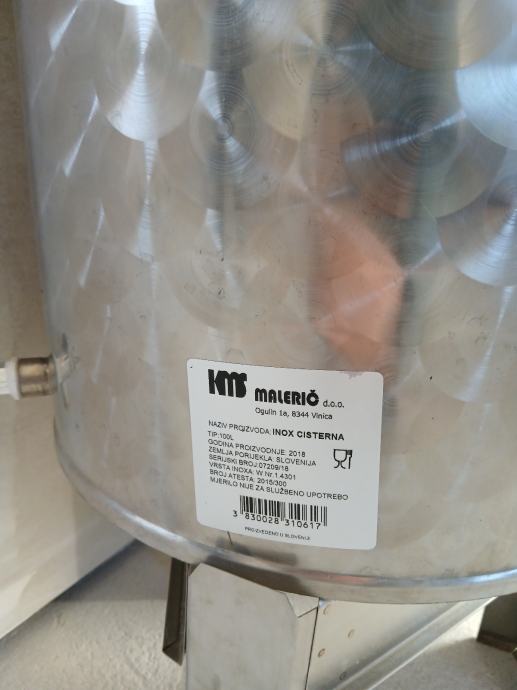 KMS MALERIČ d.o.o.
Ogulin 1a, 8344 Vinica
NAZIV PROIZVODA: INOX CISTERNA
TIP:100L
GODINA PROIZVODNJE: 2018
ZEMLJA PORIJEKLA: SLOVENIJA
SERIJSKI BROJ:07209/18
VRSTA INOXA: W.Nr.1.4301
BROJ ATESTA: 2015/300
MJERILO NIJE ZA SLUŽBENO UPOTREBO
3 830028 310617
PROIZVEDENO U SLOVENIJI